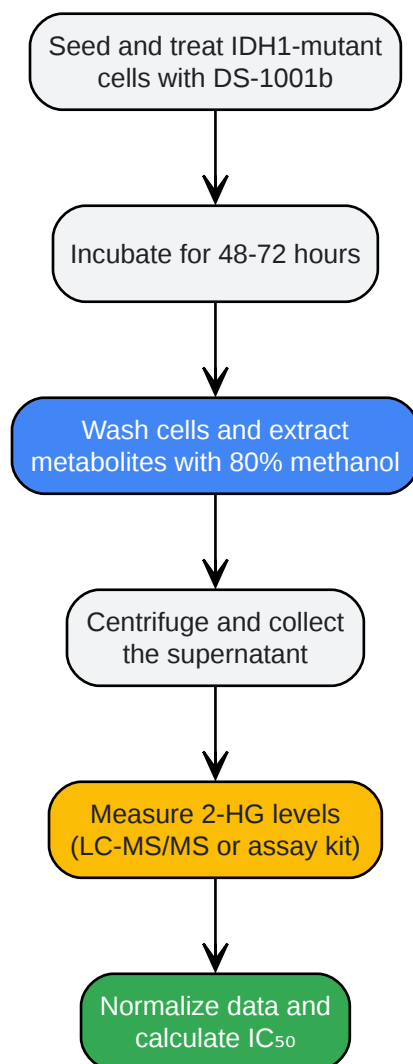 Seed and treat IDH1-mutant
cells with DS-1001b
Incubate for 48-72 hours
Wash cells and extract
metabolites with 80% methanol
Centrifuge and collect
the supernatant
Measure 2-HG levels
(LC-MS/MS or assay kit)
Normalize data and
calculate IC₅₀